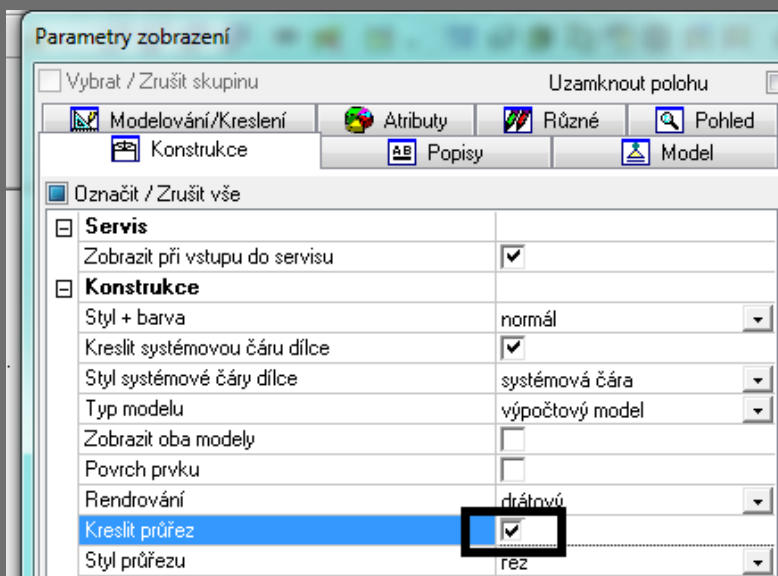 Parametry zobrazení
Vybrat / Zrušit skupinu Uzamknout polohu
Modelování/Kreslení Atributy Různé Pohled
Konstrukce Popisy Model
Označit / Zrušit vše
Servis
Zobrazit při vstupu do servisu
Konstrukce
Styl + barva normál
Kreslit systémovou čáru dílce
Styl systémové čáry dílce systémová čára
Typ modelu výpočtový model
Zobrazit oba modely
Povrch prvku
Rendrování drátový
Kreslit průřez
Styl průřezu řez